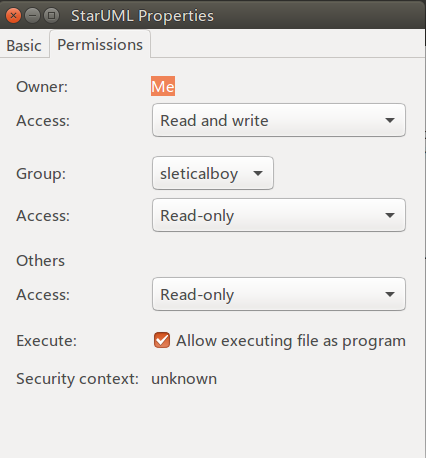 StarUML Properties
Basic Permissions
Owner: Me
Access: Read and write
Group: sleticalboy
Access: Read-only
Others
Access: Read-only
Execute: Allow executing file as program
Security context: unknown